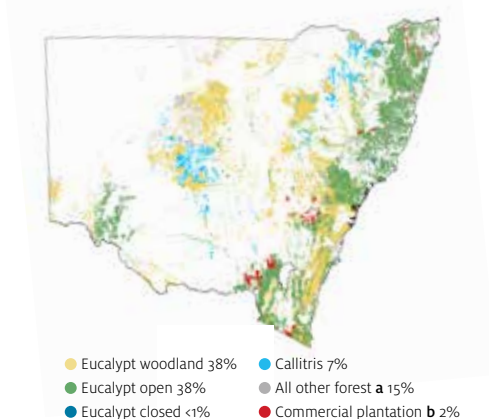 Eucalypt woodland 38%
Eucalypt open 38%
Eucalypt closed <1%
Callitris 7%
All other forest a 15%
Commercial plantation b 2%